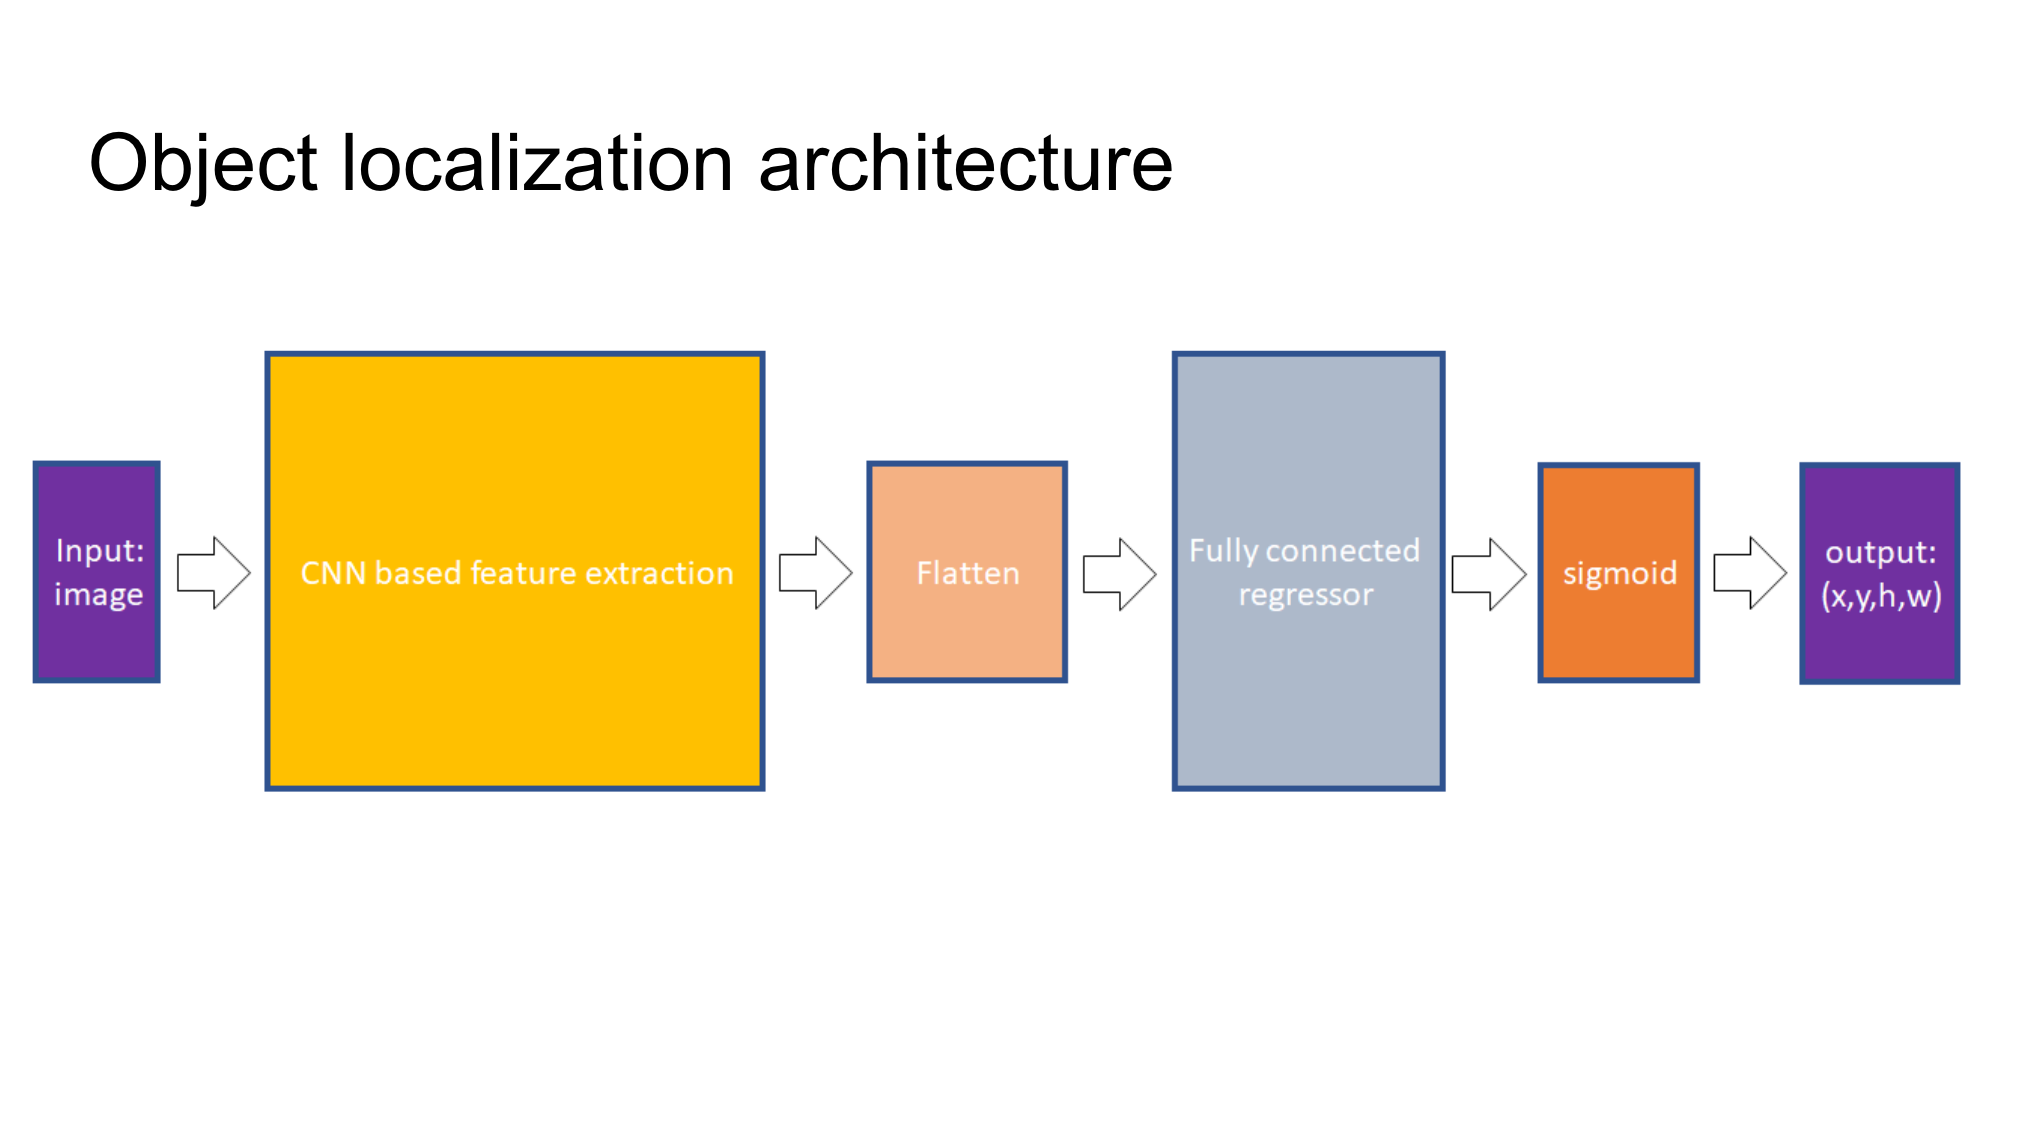 Object localization architecture
Input:
image
CNN based feature extraction
Flatten
Fully connected
regressor
sigmoid
output:
(x,y,h,w)